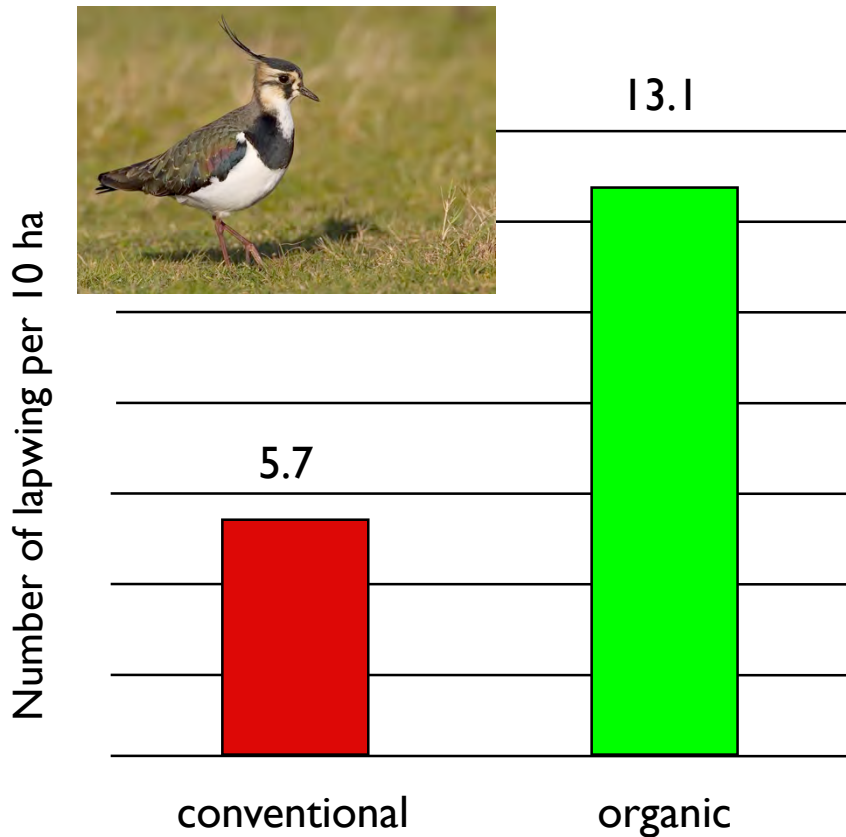 Number of lapwing per 10 ha
13.1
5.7
conventional
organic